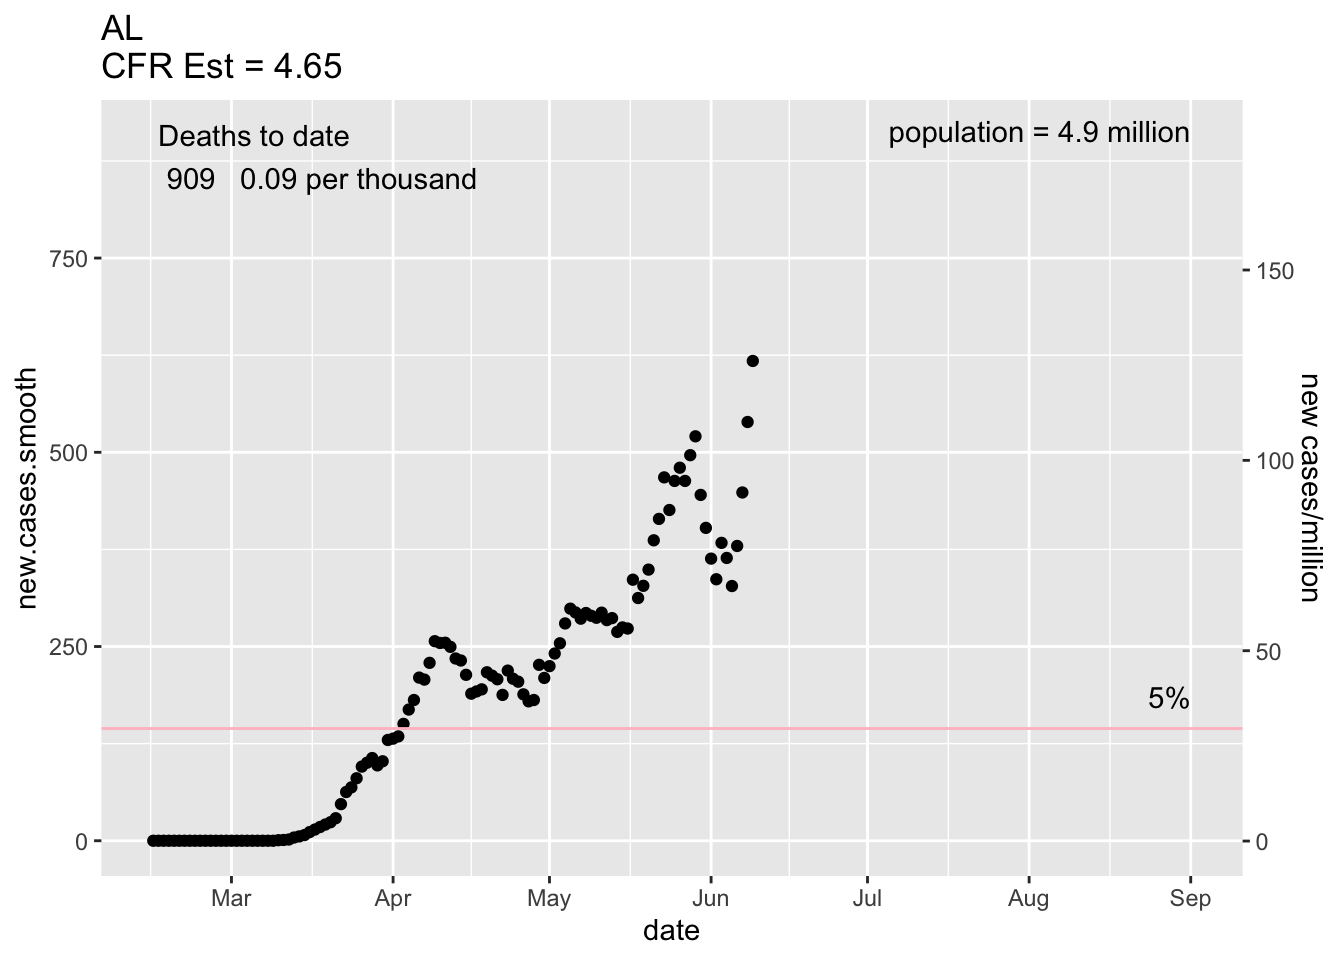 AL
CFR Est = 4.65
Deaths to date
909 0.09 per thousand
population = 4.9 million
750
500
250
0
new.cases.smooth
150
100
50
0
new cases/million
5%
Mar Apr May Jun Jul Aug Sep
date